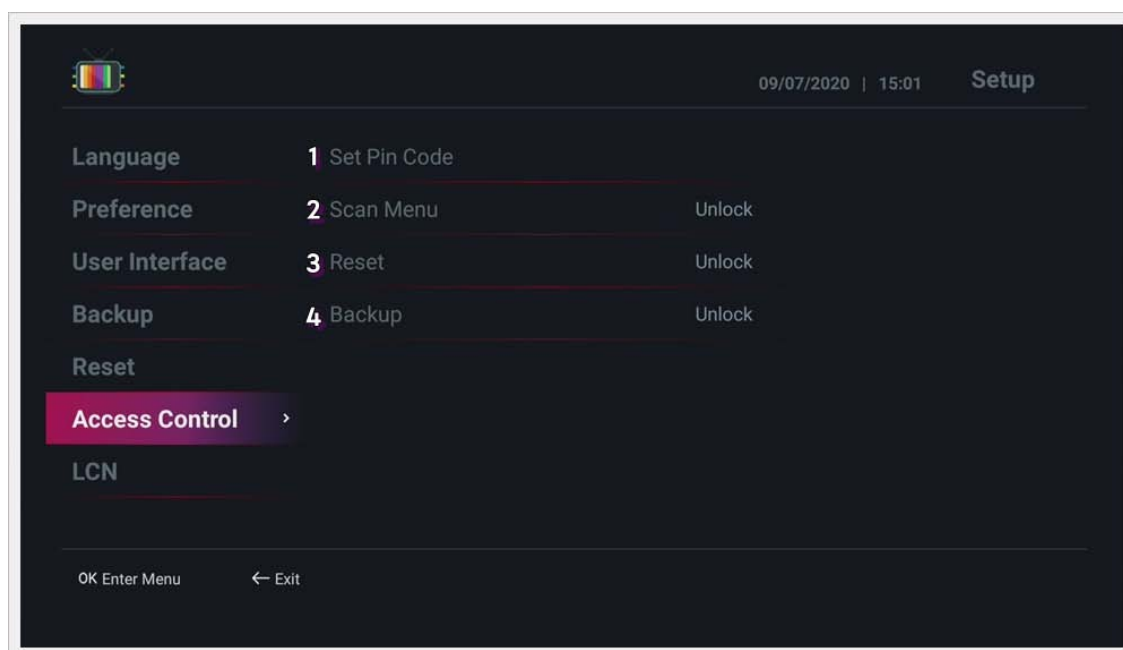 09/07/2020 | 15:01 Setup
Language 1 Set Pin Code
Preference 2 Scan Menu Unlock
User Interface 3 Reset Unlock
Backup 4 Backup Unlock
Reset
Access Control ›
LCN
OK Enter Menu ← Exit